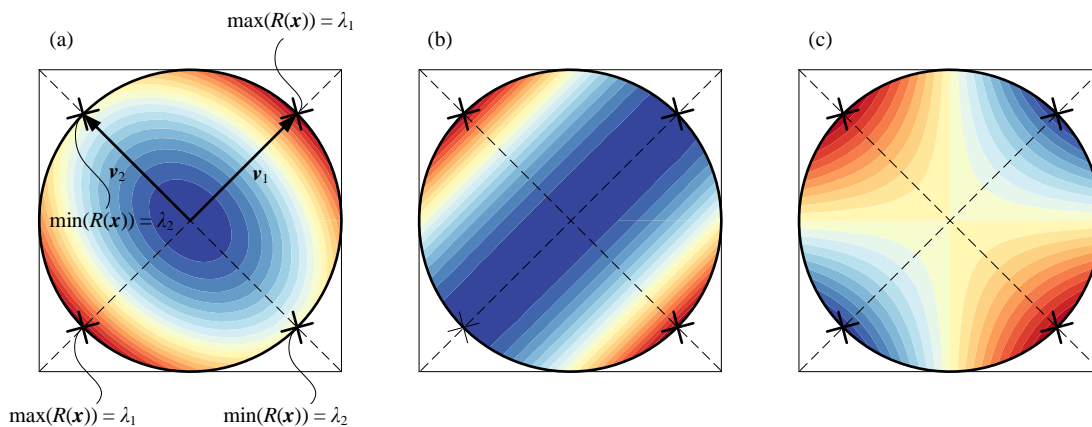 max(R(x)) = λ₁
(a)
(b)
(c)
v₂
v₁
min(R(x)) = λ₂
max(R(x)) = λ₁
min(R(x)) = λ₂